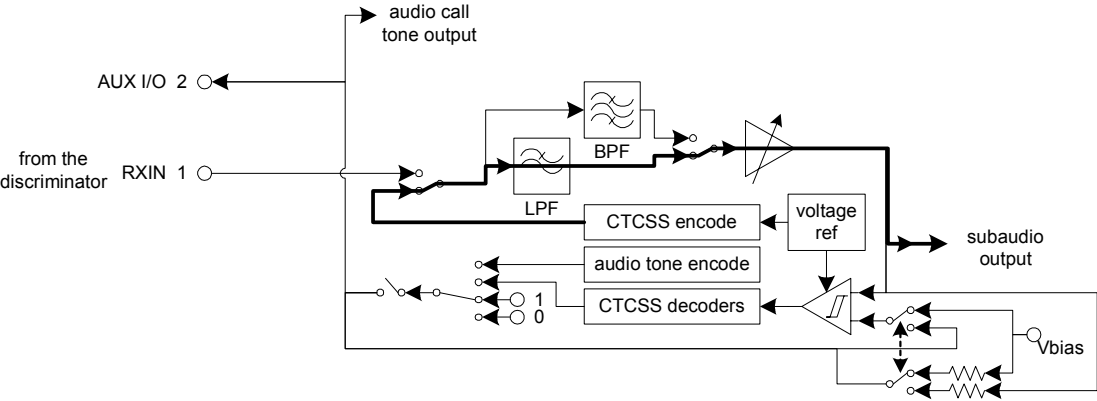 audio call
tone output
AUX I/O 2
from the
discriminator
RXIN 1
BPF
LPF
CTCSS encode
voltage
ref
subaudio
output
audio tone encode
CTCSS decoders
1
0
Vbias